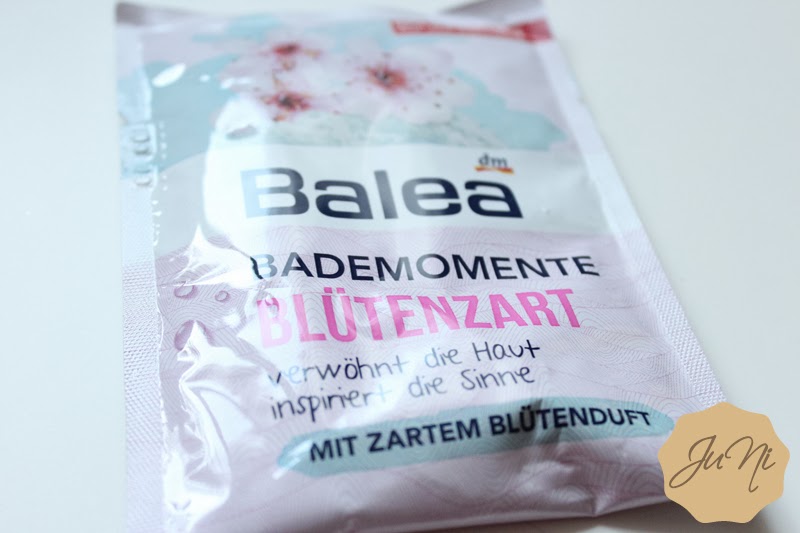 dm
Balea
BADEMOMENTE
BLÜTENZART
verwöhnt die Haut
inspiriert die Sinne
MIT ZARTEM BLÜTENDUFT
JuNi